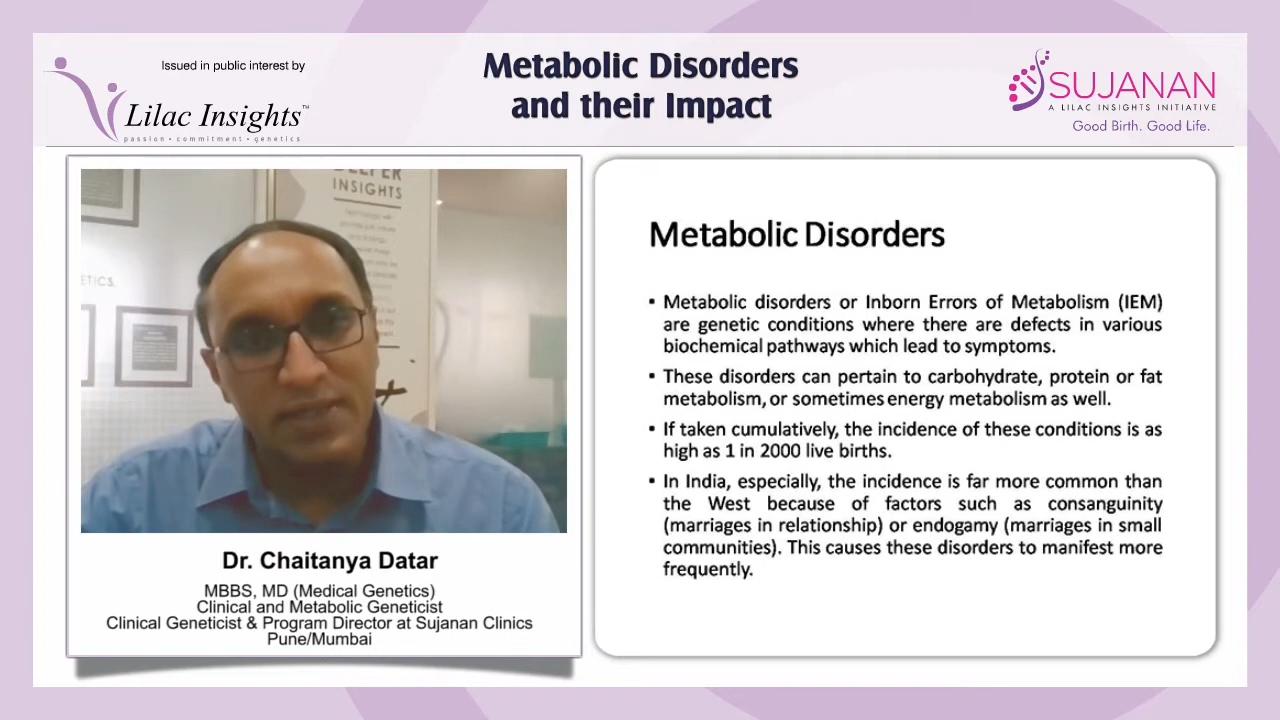 Issued in public interest by
Lilac Insights™
passion • commitment • genetics
Metabolic Disorders
and their Impact
SUJANAN
A LILAC INSIGHTS INITIATIVE
Good Birth. Good Life.
DEEPER
INSIGHTS
ETICS.
Dr. Chaitanya Datar
MBBS, MD (Medical Genetics)
Clinical and Metabolic Geneticist
Clinical Geneticist & Program Director at Sujanan Clinics
Pune/Mumbai
Metabolic Disorders
▪ Metabolic disorders or Inborn Errors of Metabolism (IEM)
are genetic conditions where there are defects in various
biochemical pathways which lead to symptoms.
▪ These disorders can pertain to carbohydrate, protein or fat
metabolism, or sometimes energy metabolism as well.
▪ If taken cumulatively, the incidence of these conditions is as
high as 1 in 2000 live births.
▪ In India, especially, the incidence is far more common than
the West because of factors such as consanguinity
(marriages in relationship) or endogamy (marriages in small
communities). This causes these disorders to manifest more
frequently.